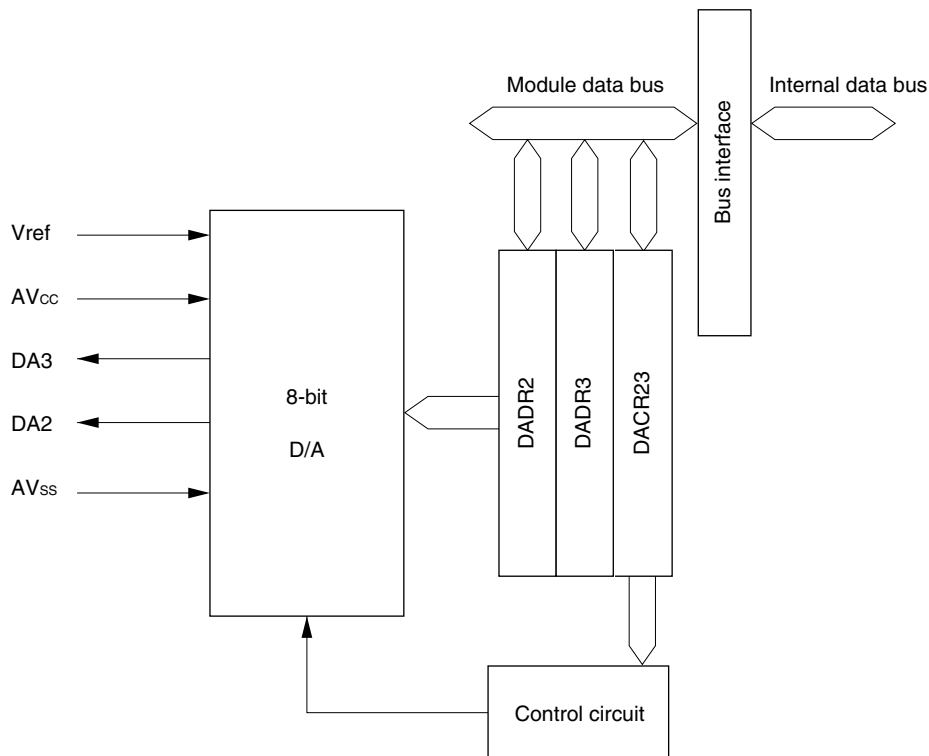 Module data bus
Internal data bus
Bus interface
Vref
AVCC
DA3
DA2
AVSS
8-bit
D/A
DADR2
DADR3
DACR23
Control circuit